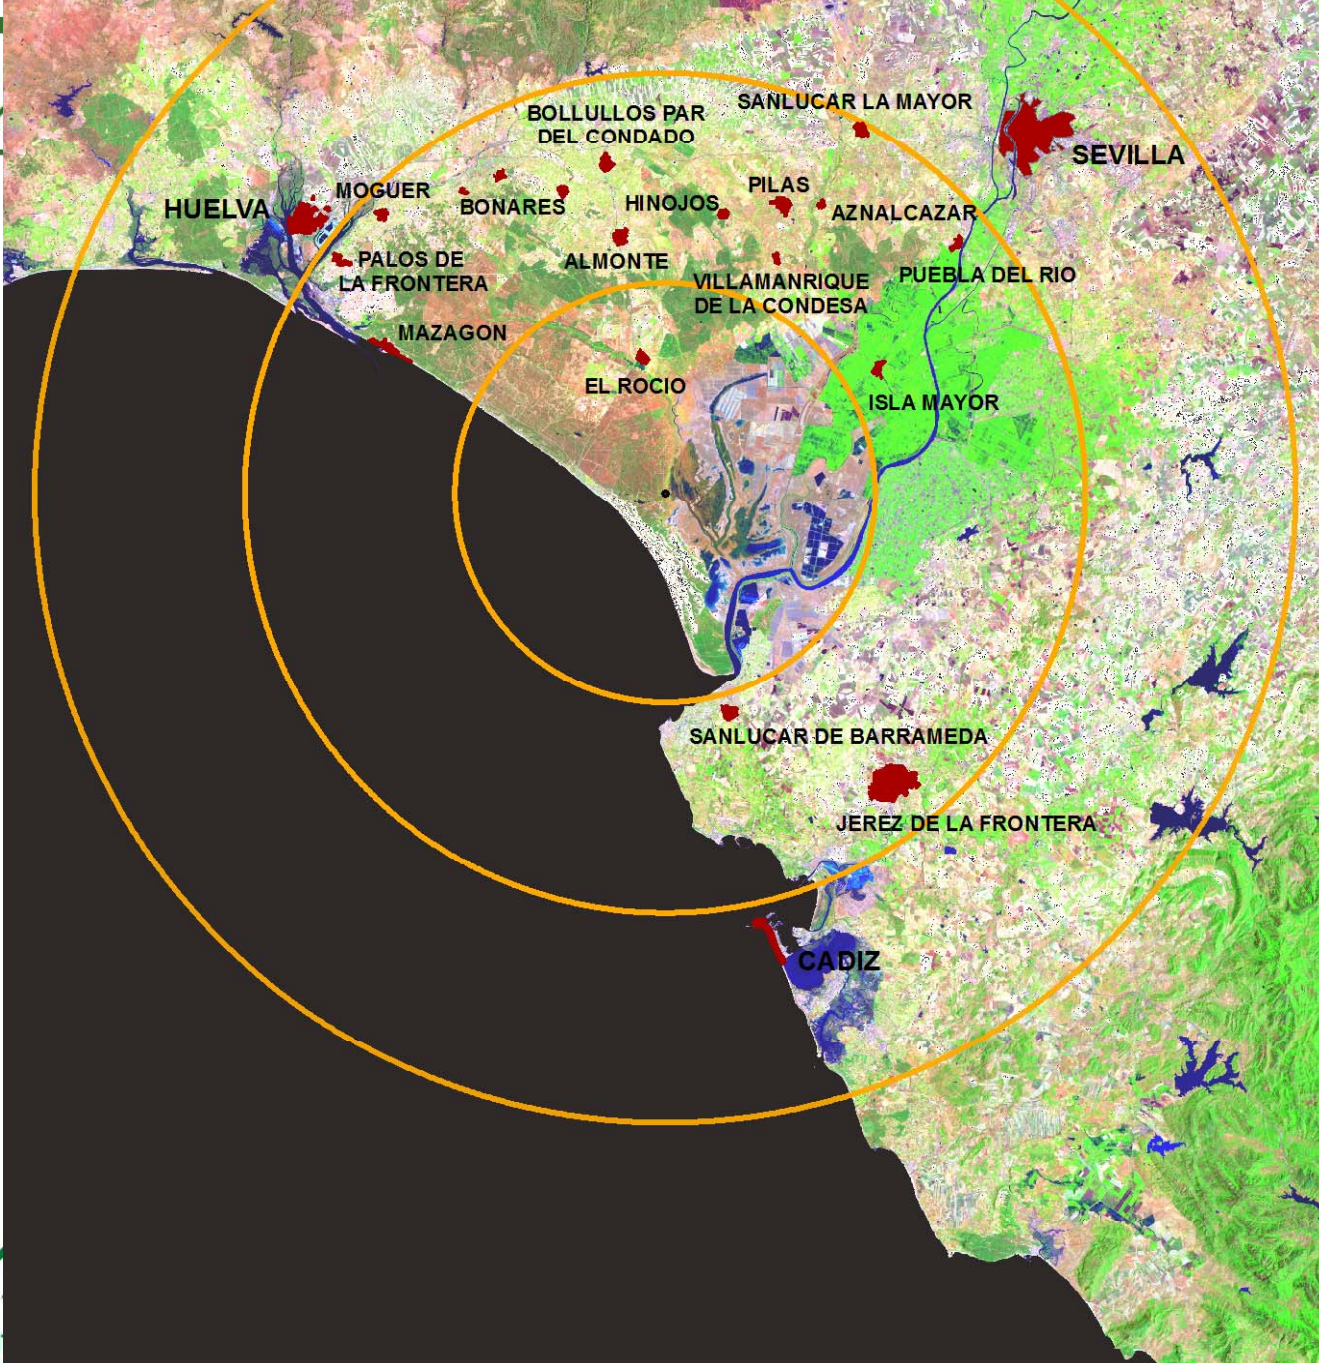 SANLUCAR LA MAYOR
BOLLULLOS PAR
DEL CONDADO
SEVILLA
MOGUER
PILAS
HUELVA
BONARES
HINOJOS
AZNALCAZAR
PALOS DE
LA FRONTERA
ALMONTE
VILLAMANRIQUE
DE LA CONDESA
PUEBLA DEL RIO
MAZAGON
EL ROCIO
ISLA MAYOR
SANLUCAR DE BARRAMEDA
JEREZ DE LA FRONTERA
CADIZ